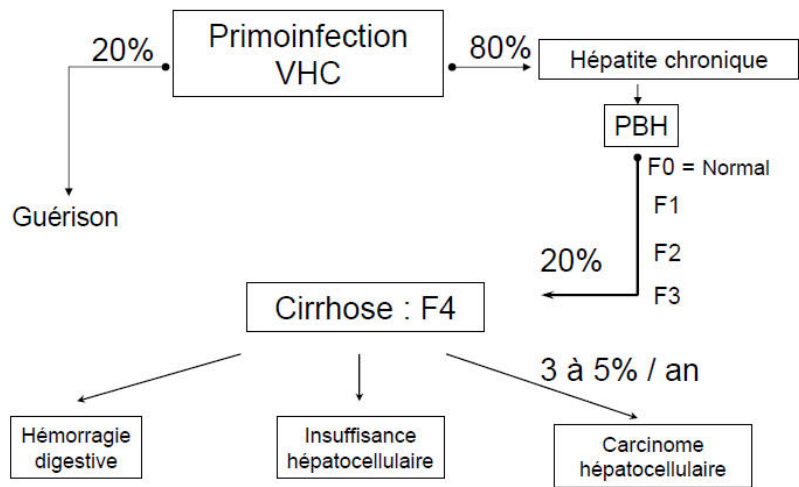 20%
Primoinfection
VHC
80%
Hépatite chronique
PBH
F0 = Normal
F1
Guérison
F2
20%
F3
Cirrhose : F4
3 à 5% / an
Hémorragie
digestive
Insuffisance
hépatocellulaire
Carcinome
hépatocellulaire